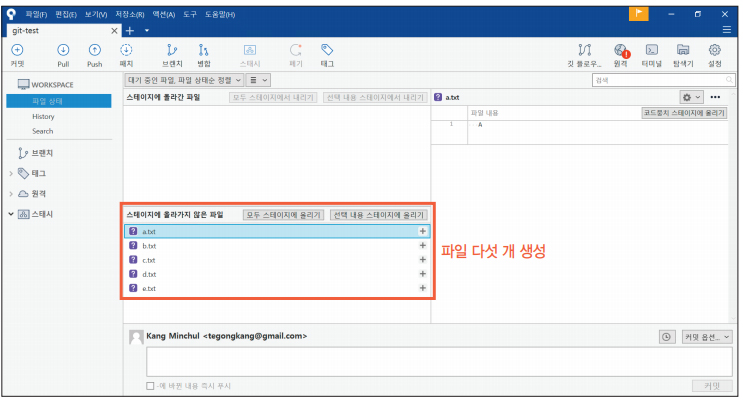 파일(F) 편집(E) 보기(V) 저장소(R) 액션(A) 도구 도움말(H)
git-test
커밋 Pull Push 패치 브랜치 병합 스태시 폐기 태그 깃 플로우... 원격 터미널 탐색기 설정
WORKSPACE
파일 상태
History
Search
브랜치
태그
원격
스태시
대기 중인 파일, 파일 상태순 정렬
검색
스테이지에 올라간 파일 모두 스테이지에서 내리기 선택 내용 스테이지에서 내리기
a.txt
파일 내용 코드뭉치 스테이지에 올리기
1 A
스테이지에 올라가지 않은 파일 모두 스테이지에 올리기 선택 내용 스테이지에 올리기
a.txt
b.txt
c.txt
d.txt
e.txt
파일 다섯 개 생성
Kang Minchul <tegongkang@gmail.com>
커밋 옵션...
-에 바뀐 내용 즉시 푸시
커밋